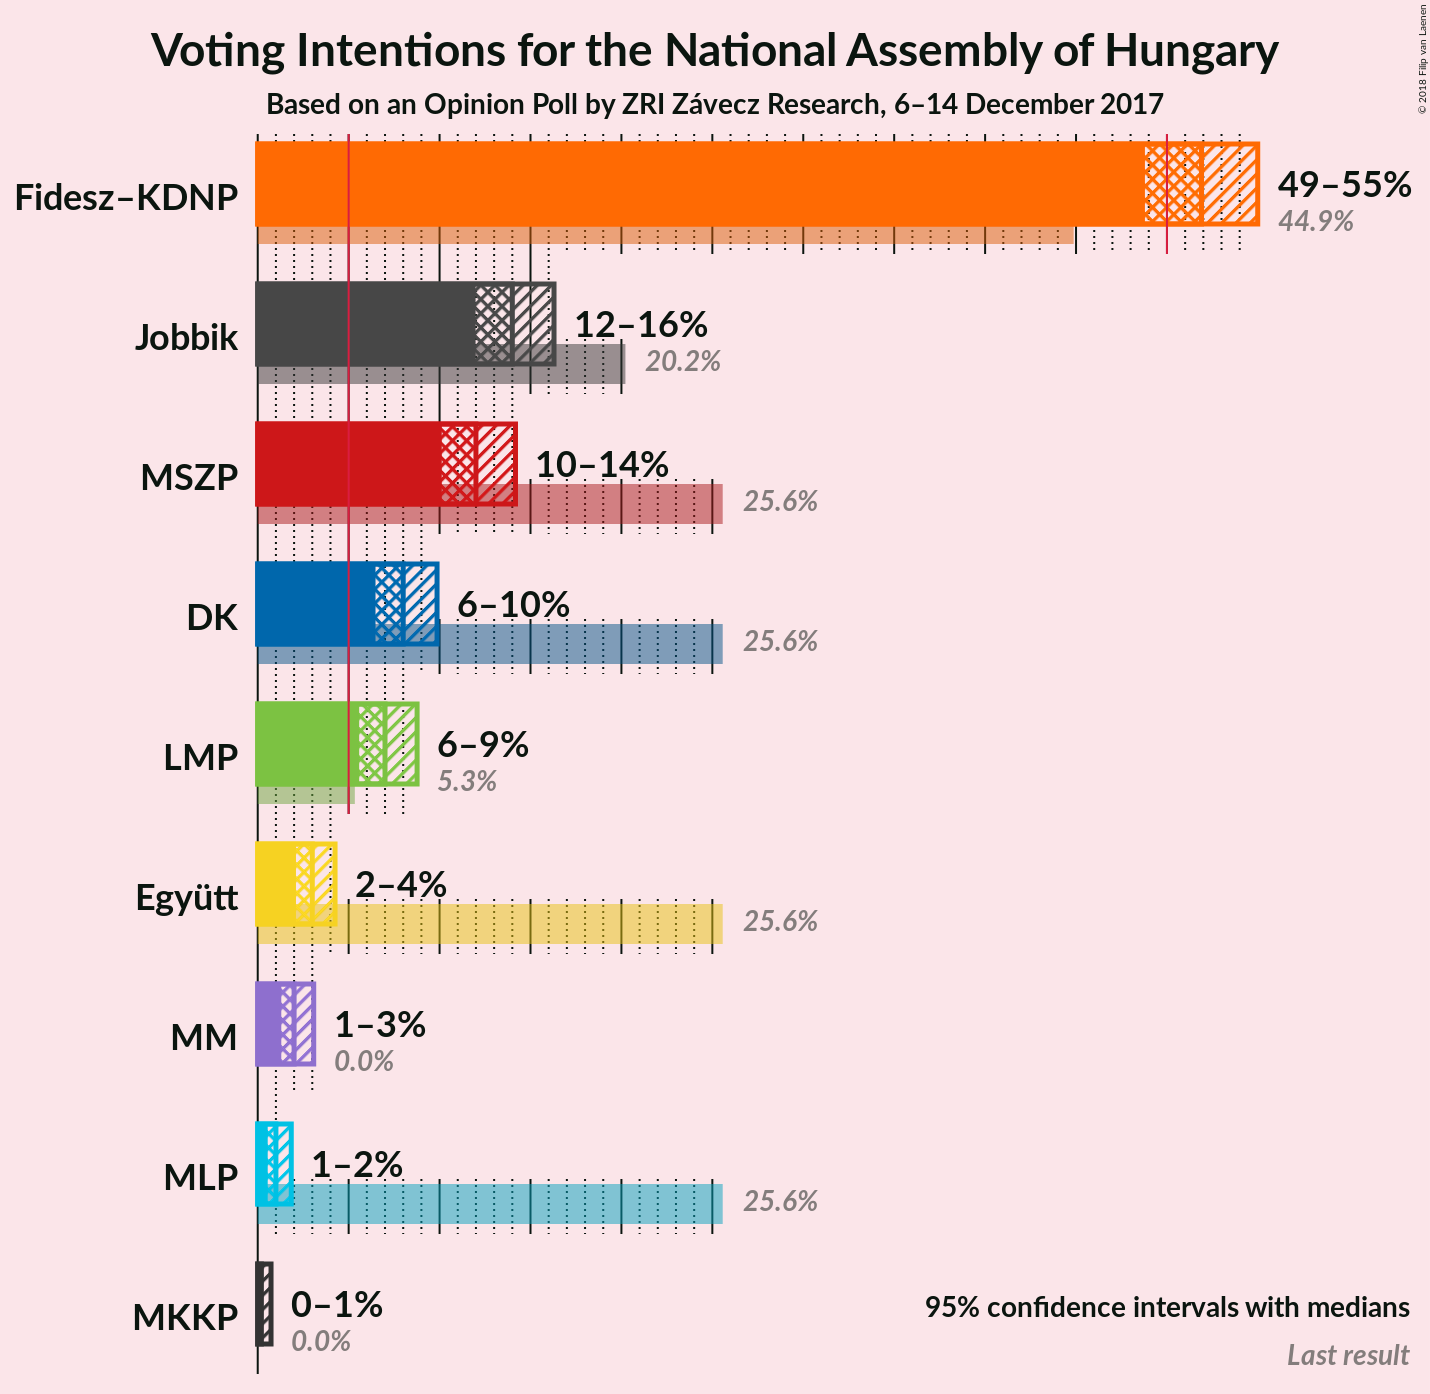 Voting Intentions for the National Assembly of Hungary
Based on an Opinion Poll by ZRI Závecz Research, 6–14 December 2017
© 2018 Filip van Laenen
Fidesz–KDNP
49–55%
44.9%
Jobbik
12–16%
20.2%
MSZP
10–14%
25.6%
DK
6–10%
25.6%
LMP
6–9%
5.3%
Együtt
2–4%
25.6%
MM
1–3%
0.0%
MLP
1–2%
25.6%
MKKP
0–1%
0.0%
95% confidence intervals with medians
Last result